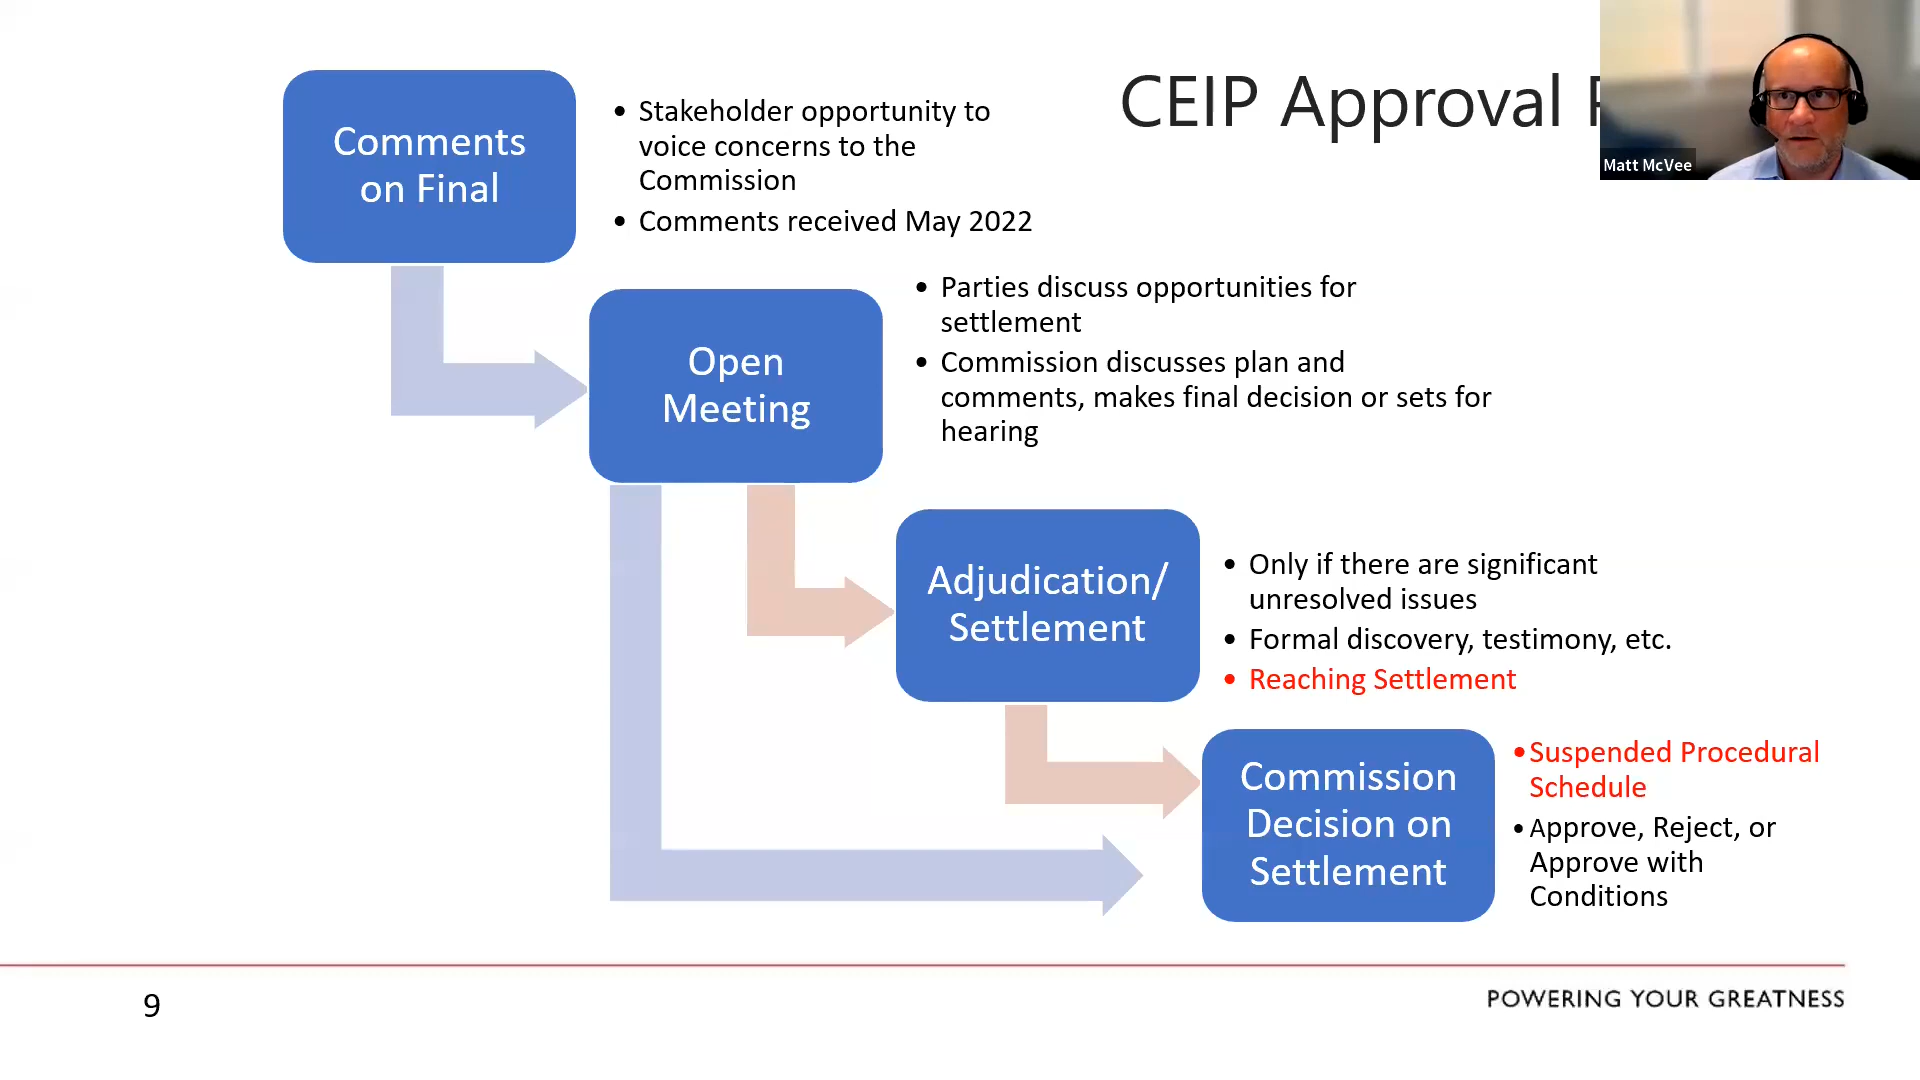 CEIP Approval
Matt McVee
Comments
on Final
• Stakeholder opportunity to
voice concerns to the
Commission
• Comments received May 2022
Open
Meeting
• Parties discuss opportunities for
settlement
• Commission discusses plan and
comments, makes final decision or sets for
hearing
Adjudication/
Settlement
• Only if there are significant
unresolved issues
• Formal discovery, testimony, etc.
• Reaching Settlement
Commission
Decision on
Settlement
• Suspended Procedural
Schedule
• Approve, Reject, or
Approve with
Conditions
9
POWERING YOUR GREATNESS